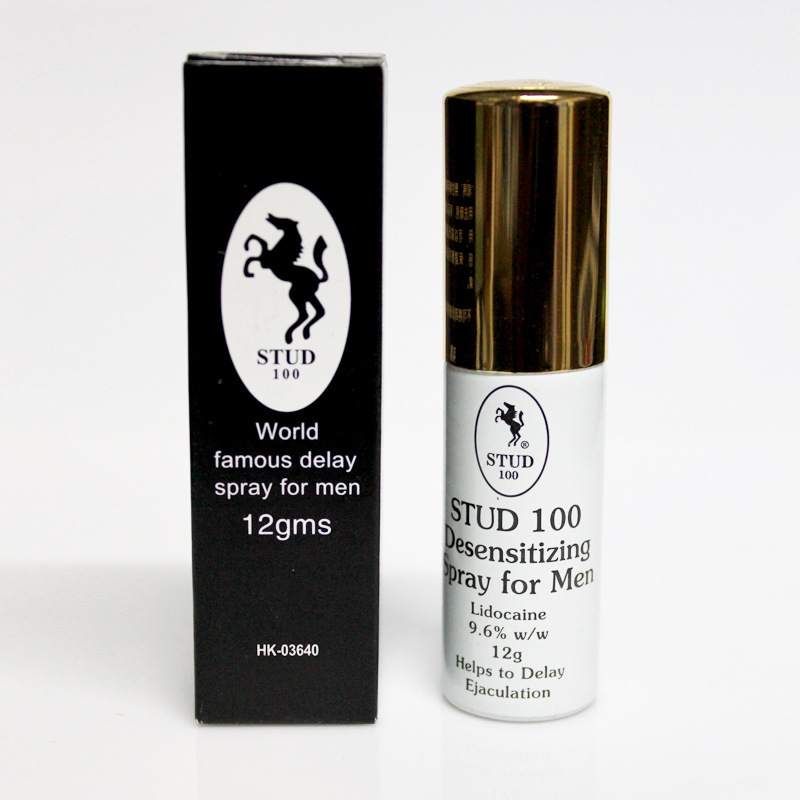 STUD
100
World
famous delay
spray for men
12gms
HK-03640
®
STUD
100
STUD 100
Desensitizing
Spray for Men
Lidocaine
9.6% w/w
12g
Helps to Delay
Ejaculation